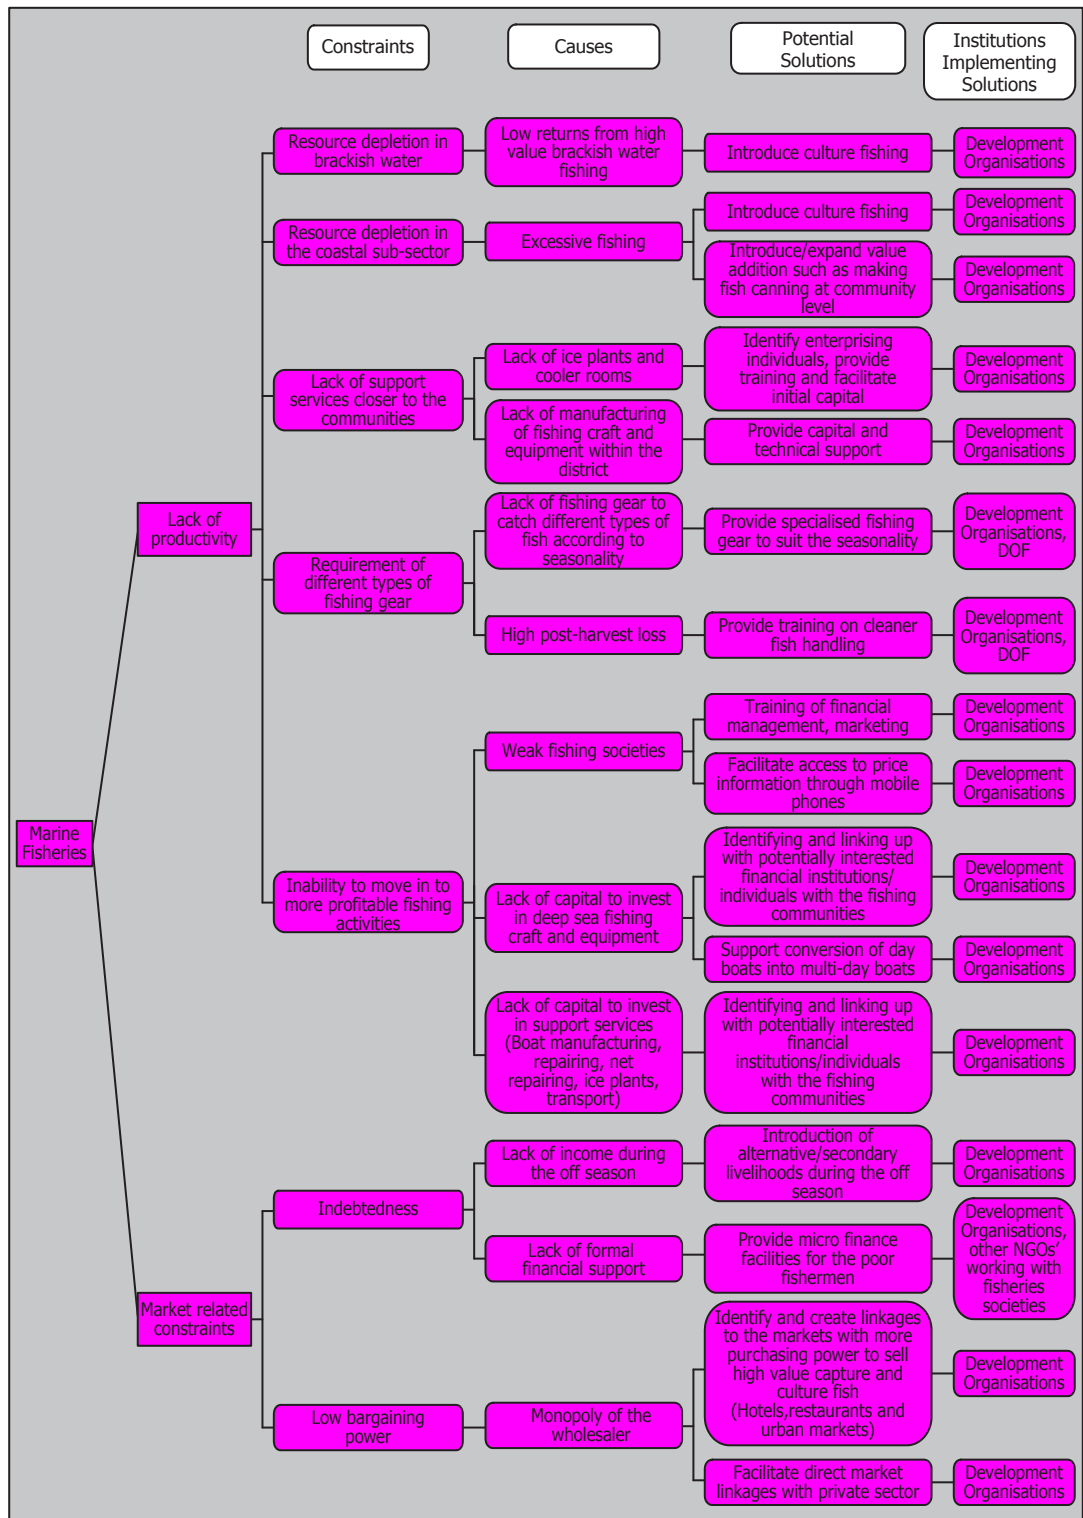 Constraints
Causes
Potential
Solutions
Institutions
Implementing
Solutions
Marine
Fisheries
Lack of
productivity
Resource depletion in
brackish water
Low returns from high
value brackish water
fishing
Introduce culture fishing
Development
Organisations
Resource depletion in
the coastal sub-sector
Excessive fishing
Introduce culture fishing
Development
Organisations
Introduce/expand value
addition such as making
fish canning at community
level
Development
Organisations
Lack of support
services closer to the
communities
Lack of ice plants and
cooler rooms
Identify enterprising
individuals, provide
training and facilitate
initial capital
Development
Organisations
Lack of manufacturing
of fishing craft and
equipment within the
district
Provide capital and
technical support
Development
Organisations
Requirement of
different types of
fishing gear
Lack of fishing gear to
catch different types of
fish according to
seasonality
Provide specialised fishing
gear to suit the seasonality
Development
Organisations,
DOF
High post-harvest loss
Provide training on cleaner
fish handling
Development
Organisations,
DOF
Inability to move in to
more profitable fishing
activities
Weak fishing societies
Training of financial
management, marketing
Development
Organisations
Facilitate access to price
information through mobile
phones
Development
Organisations
Lack of capital to invest
in deep sea fishing
craft and equipment
Identifying and linking up
with potentially interested
financial institutions/
individuals with the fishing
communities
Development
Organisations
Support conversion of day
boats into multi-day boats
Development
Organisations
Lack of capital to invest
in support services
(Boat manufacturing,
repairing, net
repairing, ice plants,
transport)
Identifying and linking up
with potentially interested
financial
institutions/individuals
with the fishing
communities
Development
Organisations
Market related
constraints
Indebtedness
Lack of income during
the off season
Introduction of
alternative/secondary
livelihoods during the off
season
Development
Organisations
Lack of formal
financial support
Provide micro finance
facilities for the poor
fishermen
Development
Organisations,
other NGOs’
working with
fisheries
societies
Low bargaining
power
Monopoly of the
wholesaler
Identify and create linkages
to the markets with more
purchasing power to sell
high value capture and
culture fish
(Hotels,restaurants and
urban markets)
Development
Organisations
Facilitate direct market
linkages with private sector
Development
Organisations